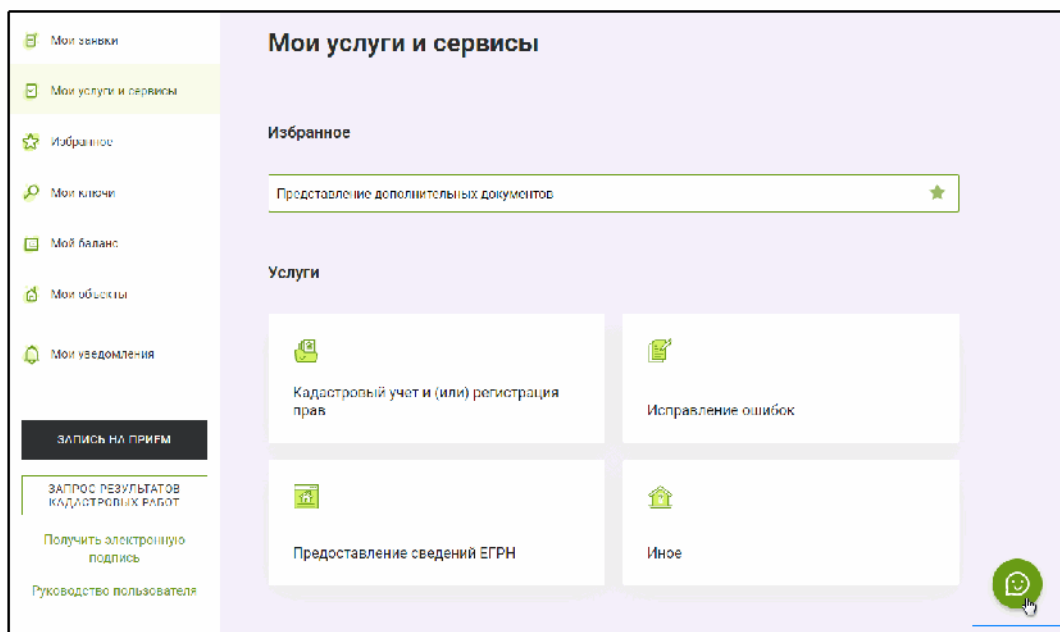 Мои заявки
Мои услуги и сервисы
Избранное
Мои ключи
Мой баланс
Мои объекты
Мои уведомления
ЗАПИСЬ НА ПРИЕМ
ЗАПРОС РЕЗУЛЬТАТОВ
КАДАСТРОВЫХ РАБОТ
Получить электронную
подпись
Руководство пользователя
Мои услуги и сервисы
Избранное
Представление дополнительных документов
Услуги
Кадастровый учет и (или) регистрация
прав
Исправление ошибок
Предоставление сведений ЕГРН
Иное